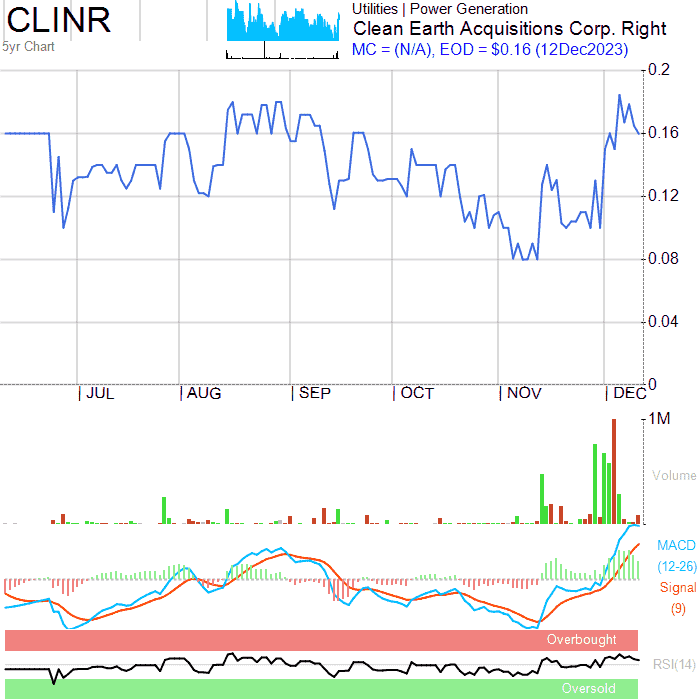 CLINR
5yr Chart
Utilities | Power Generation
Clean Earth Acquisitions Corp. Right
MC = (N/A), EOD = $0.16 (12Dec2023)
0.2
0.16
0.12
0.08
0.04
0
| JUL | AUG | SEP | OCT | NOV | DEC
1M
Volume
MACD
(12-26)
Signal
(9)
Overbought
RSI(14)
Oversold